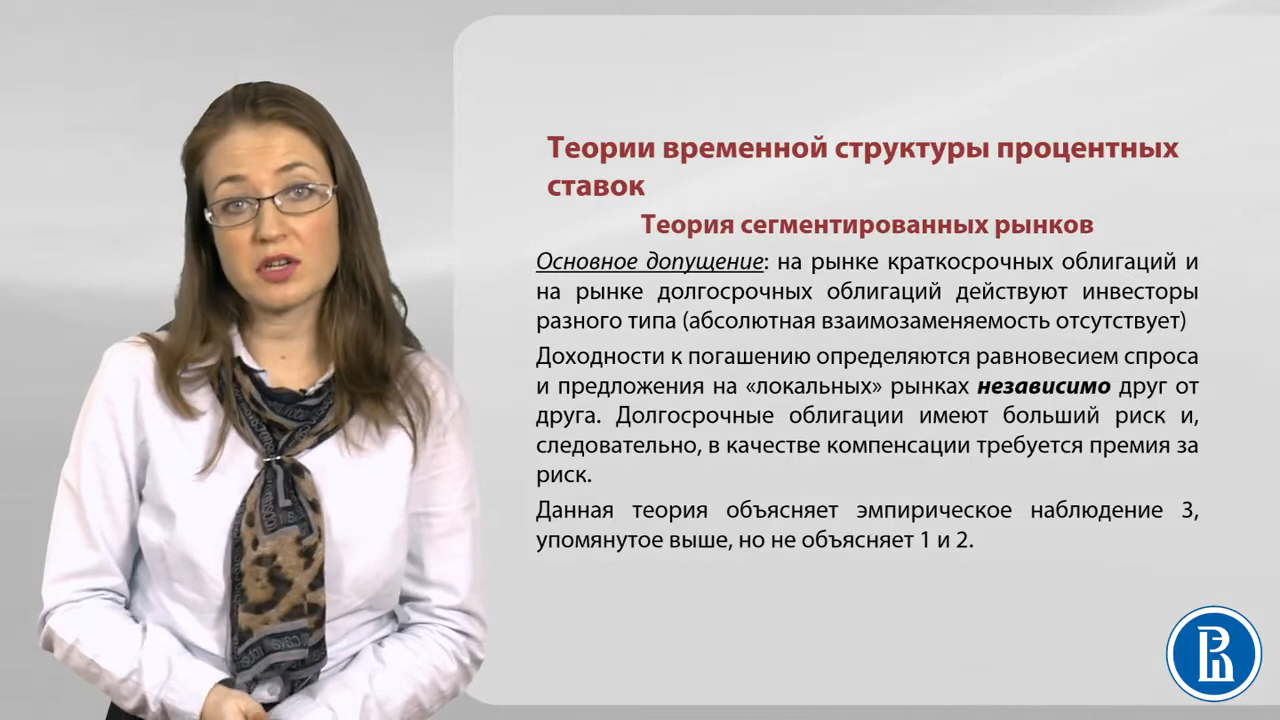 Теории временной структуры процентных
ставок
Теория сегментированных рынков
Основное допущение: на рынке краткосрочных облигаций и
на рынке долгосрочных облигаций действуют инвесторы
разного типа (абсолютная взаимозаменяемость отсутствует)
Доходности к погашению определяются равновесием спроса
и предложения на «локальных» рынках независимо друг от
друга. Долгосрочные облигации имеют больший риск и,
следовательно, в качестве компенсации требуется премия за
риск.
Данная теория объясняет эмпирическое наблюдение 3,
упомянутое выше, но не объясняет 1 и 2.